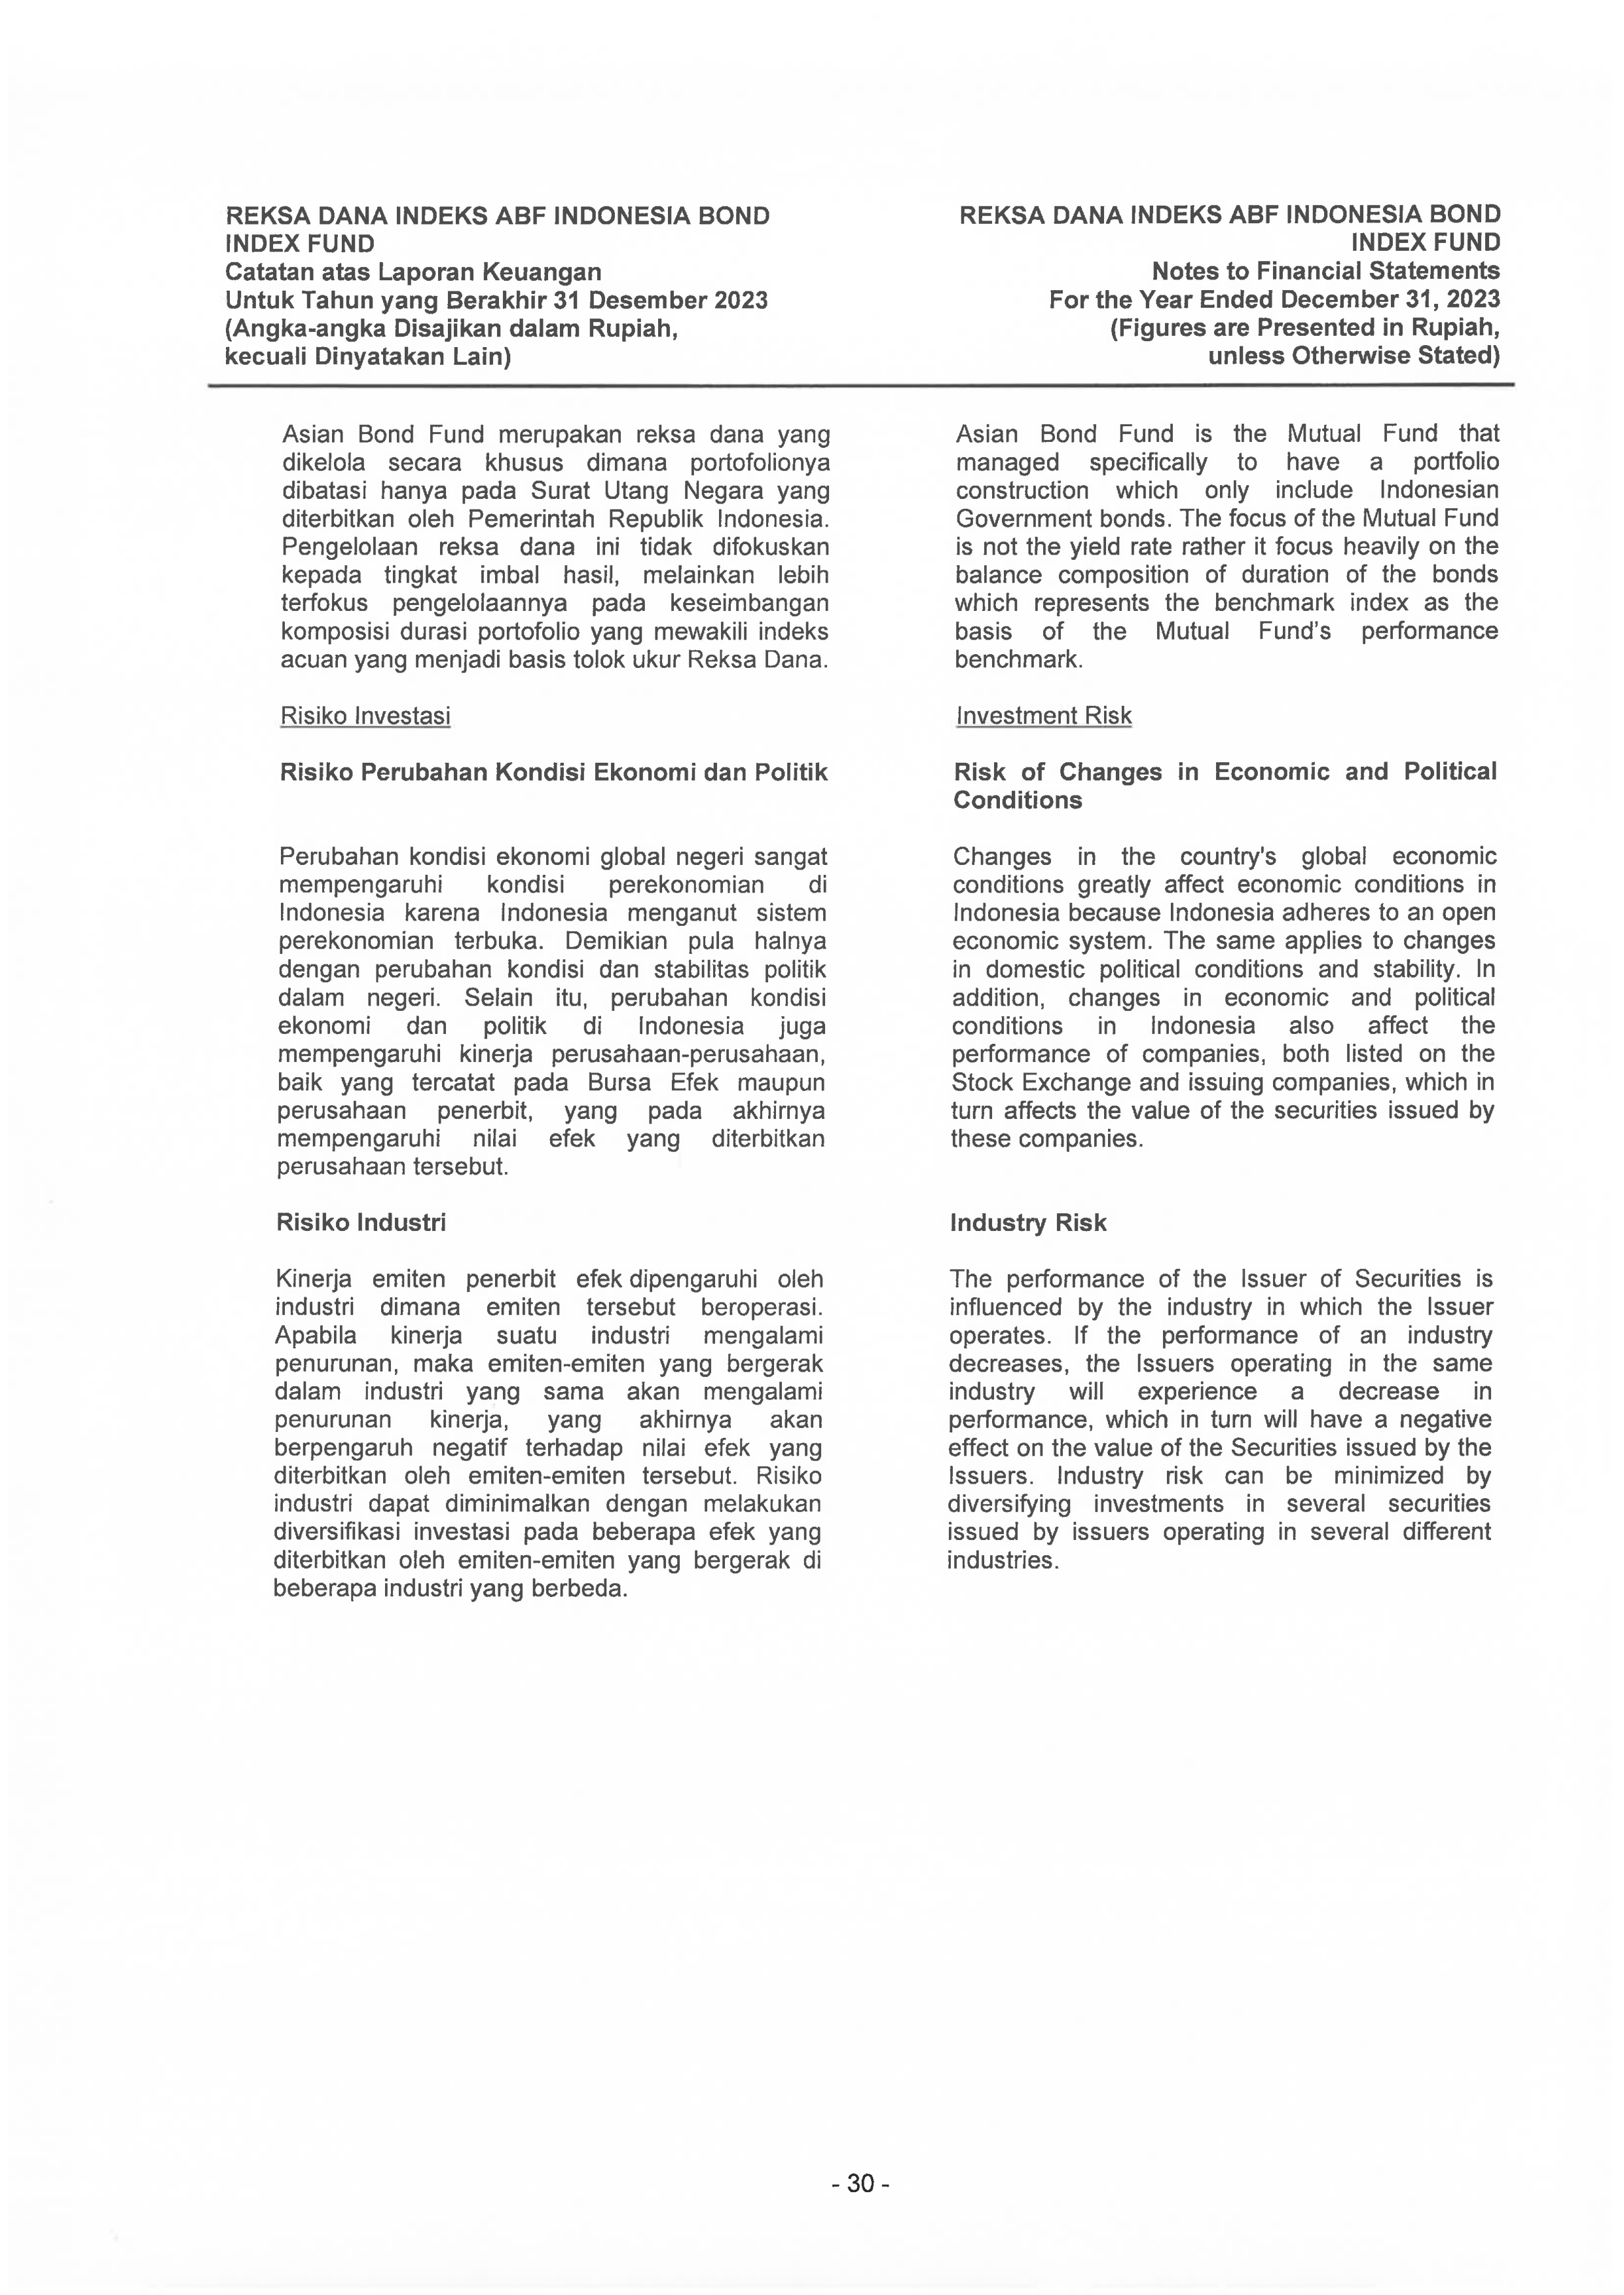 REKSA DANA INDEKS ABF INDONESIA BOND
INDEX FUND
Catatan atas Laporan Keuangan
Untuk Tahun yang Berakhir 31 Desember 2023
(Angka-angka Disajikan dalam Rupiah,
kecuali Dinyatakan Lain)
REKSA DANA INDEKS ABF INDONESIA BOND
INDEX FUND
Notes to Financial Statements
For the Year Ended December 31, 2023
(Figures are Presented in Rupiah,
unless Otherwise Stated)
Asian Bond Fund merupakan reksa dana yang
dikelola secara khusus dimana portofolionya
dibatasi hanya pada Surat Utang Negara yang
diterbitkan oleh Pemerintah Republik Indonesia.
Pengelolaan reksa dana ini tidak difokuskan
kepada tingkat imbal hasil, melainkan lebih
terfokus pengelolaannya pada keseimbangan
komposisi durasi portofolio yang mewakili indeks
acuan yang menjadi basis tolok ukur Reksa Dana.
Risiko Investasi
Risiko Perubahan Kondisi Ekonomi dan Politik
Perubahan kondisi ekonomi global negeri sangat
mempengaruhi kondisi perekonomian di
Indonesia karena Indonesia menganut sistem
perekonomian terbuka. Demikian pula halnya
dengan perubahan kondisi dan stabilitas politik
dalam negeri. Selain itu, perubahan kondisi
ekonomi dan politik di Indonesia juga
mempengaruhi kinerja perusahaan-perusahaan,
baik yang tercatat pada Bursa Efek maupun
perusahaan penerbit, yang pada akhirnya
mempengaruhi nilai efek yang diterbitkan
perusahaan tersebut.
Risiko Industri
Kinerja emiten penerbit efek dipengaruhi oleh
industri dimana emiten tersebut beroperasi.
Apabila kinerja suatu industri mengalami
penurunan, maka emiten-emiten yang bergerak
dalam industri yang sama akan mengalami
penurunan kinerja, yang akhirnya akan
berpengaruh negatif terhadap nilai efek yang
diterbitkan oleh emiten-emiten tersebut. Risiko
industri dapat diminimalkan dengan melakukan
diversifikasi investasi pada beberapa efek yang
diterbitkan oleh emiten-emiten yang bergerak di
beberapa industri yang berbeda.
Asian Bond Fund is the Mutual Fund that
managed specifically to have a portfolio
construction which only include Indonesian
Government bonds. The focus of the Mutual Fund
is not the yield rate rather it focus heavily on the
balance composition of duration of the bonds
which represents the benchmark index as the
basis of the Mutual Fund's performance
benchmark.
Investment Risk
Risk of Changes in Economic and Political
Conditions
Changes in the country's global economic
conditions greatly affect economic conditions in
Indonesia because Indonesia adheres to an open
economic system. The same applies to changes
in domestic political conditions and stability. In
addition, changes in economic and political
conditions in Indonesia also affect the
performance of companies, both listed on the
Stock Exchange and issuing companies, which in
turn affects the value of the securities issued by
these companies.
Industry Risk
The performance of the Issuer of Securities is
influenced by the industry in which the Issuer
operates. If the performance of an industry
decreases, the Issuers operating in the same
industry will experience a decrease in
performance, which in turn will have a negative
effect on the value of the Securities issued by the
Issuers. Industry risk can be minimized by
diversifying investments in several securities
issued by issuers operating in several different
industries.
- 30 -